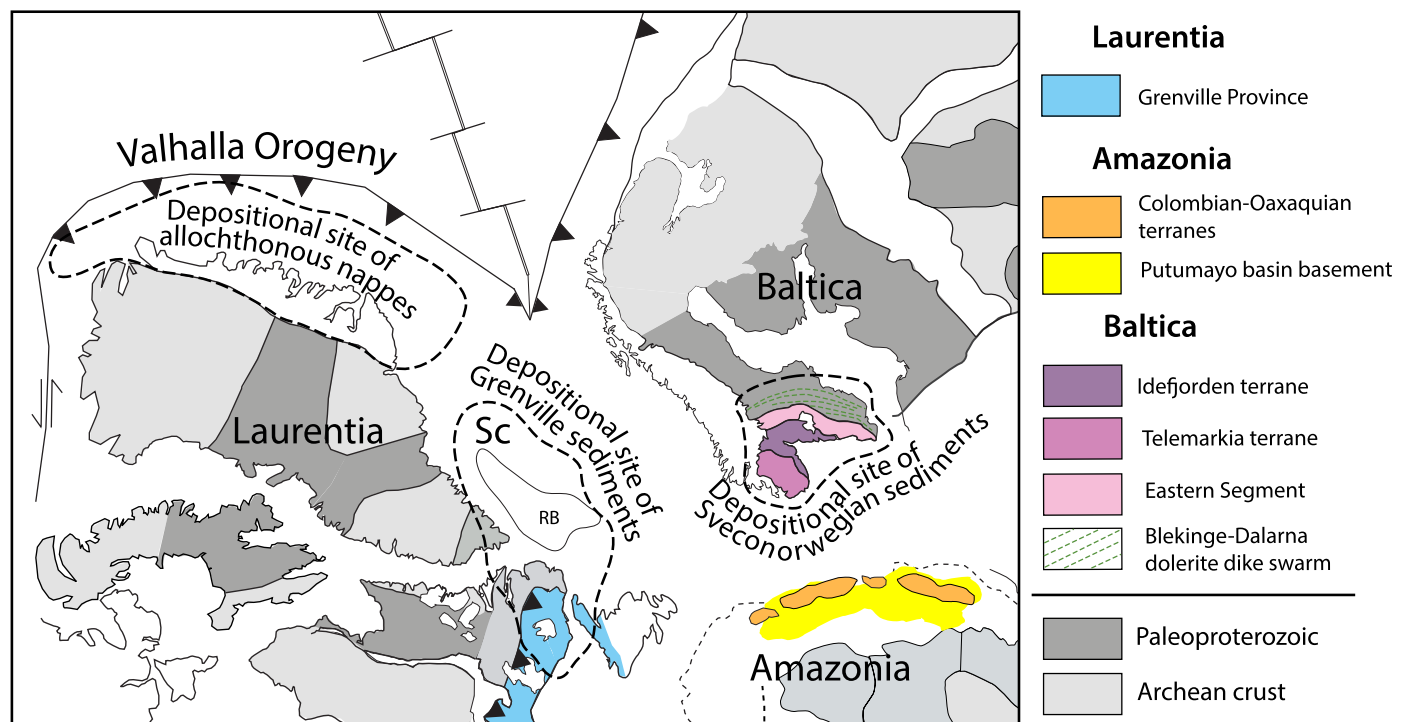 Valhalla Orogeny
Depositional site of
allochthonous nappes
Laurentia
Depositional site of
Grenville sediments
Sc
RB
Baltica
Depositional site of
Sveconorwegian sediments
Amazonia
Laurentia
Grenville Province
Amazonia
Colombian-Oaxaquian
terranes
Putumayo basin basement
Baltica
Idefjorden terrane
Telemarkia terrane
Eastern Segment
Blekinge-Dalarna
dolerite dike swarm
Paleoproterozoic
Archean crust